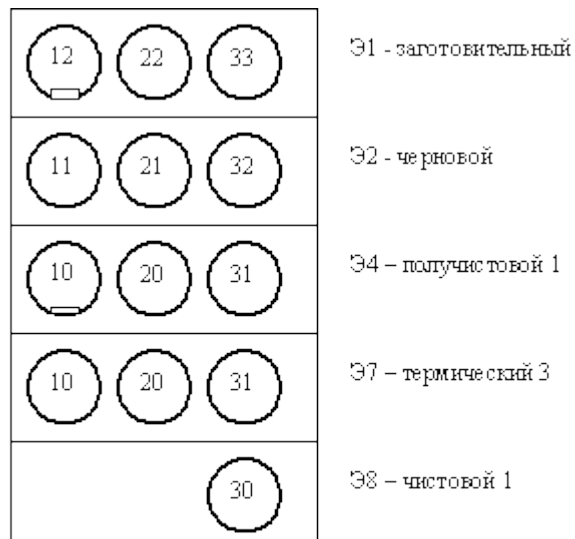 12 22 33 Э1 - заготовительный
11 21 32 Э2 - черновой
10 20 31 Э4 – получистовой 1
10 20 31 Э7 – термический 3
30 Э8 – чистовой 1